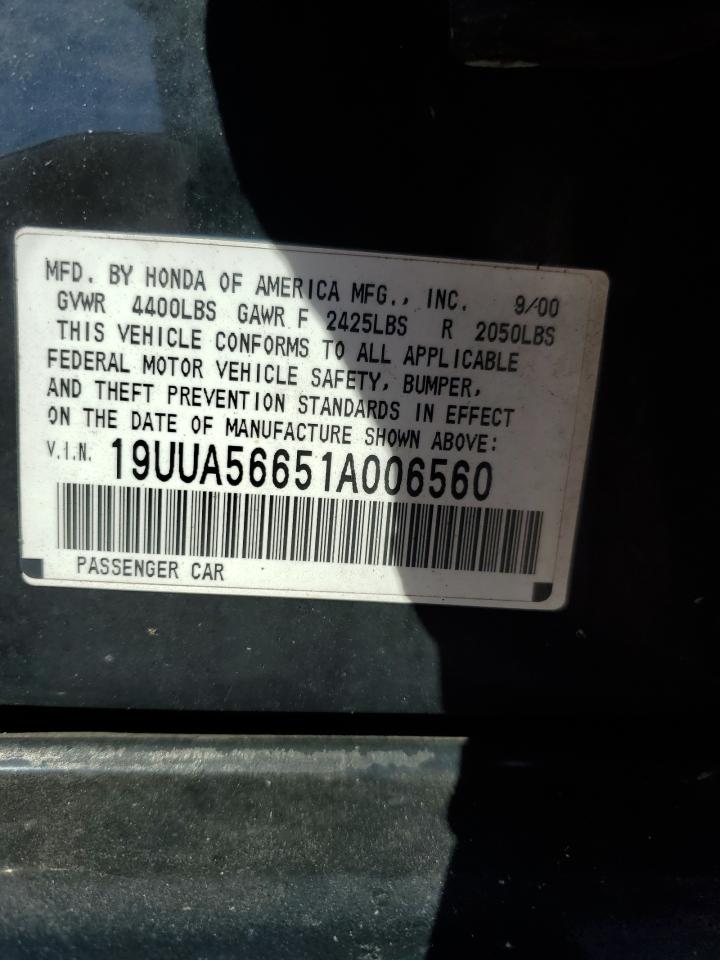 MFD. BY HONDA OF AMERICA MFG., INC. 9/00
GVWR 4400LBS GAWR F 2425LBS R 2050LBS
THIS VEHICLE CONFORMS TO ALL APPLICABLE
FEDERAL MOTOR VEHICLE SAFETY, BUMPER,
AND THEFT PREVENTION STANDARDS IN EFFECT
ON THE DATE OF MANUFACTURE SHOWN ABOVE:
V.I.N. 19UUA56651A006560
PASSENGER CAR